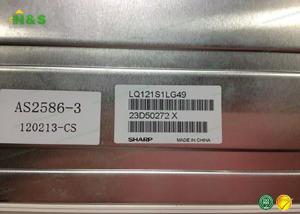 N&S
AS2586-3
120213-CS
LQ121S1LG49
23D50272 X
SHARP
MADE IN CHINA